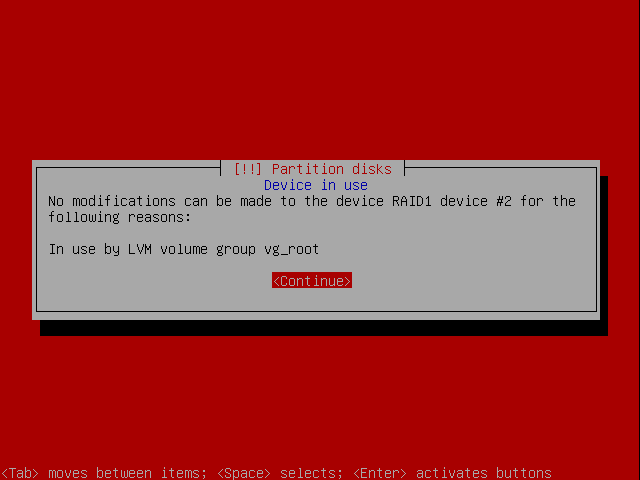 [!!] Partition disks
Device in use
No modifications can be made to the device RAID1 device #2 for the
following reasons:
In use by LVM volume group vg_root
<Continue>
<Tab> moves between items; <Space> selects; <Enter> activates buttons